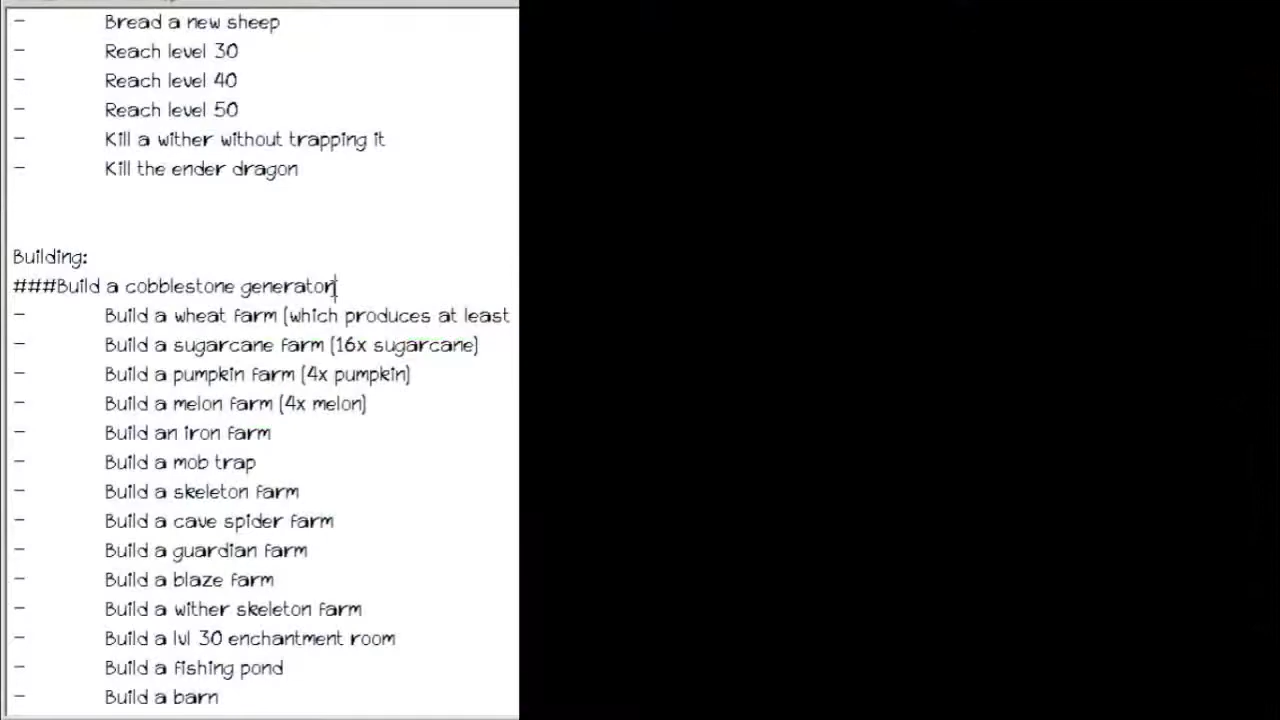 - Bread a new sheep
- Reach level 30
- Reach level 40
- Reach level 50
- Kill a wither without trapping it
- Kill the ender dragon
Building:
###Build a cobblestone generator
- Build a wheat farm (which produces at least
- Build a sugarcane farm (16x sugarcane)
- Build a pumpkin farm (4x pumpkin)
- Build a melon farm (4x melon)
- Build an iron farm
- Build a mob trap
- Build a skeleton farm
- Build a cave spider farm
- Build a guardian farm
- Build a blaze farm
- Build a wither skeleton farm
- Build a lvl 30 enchantment room
- Build a fishing pond
- Build a barn